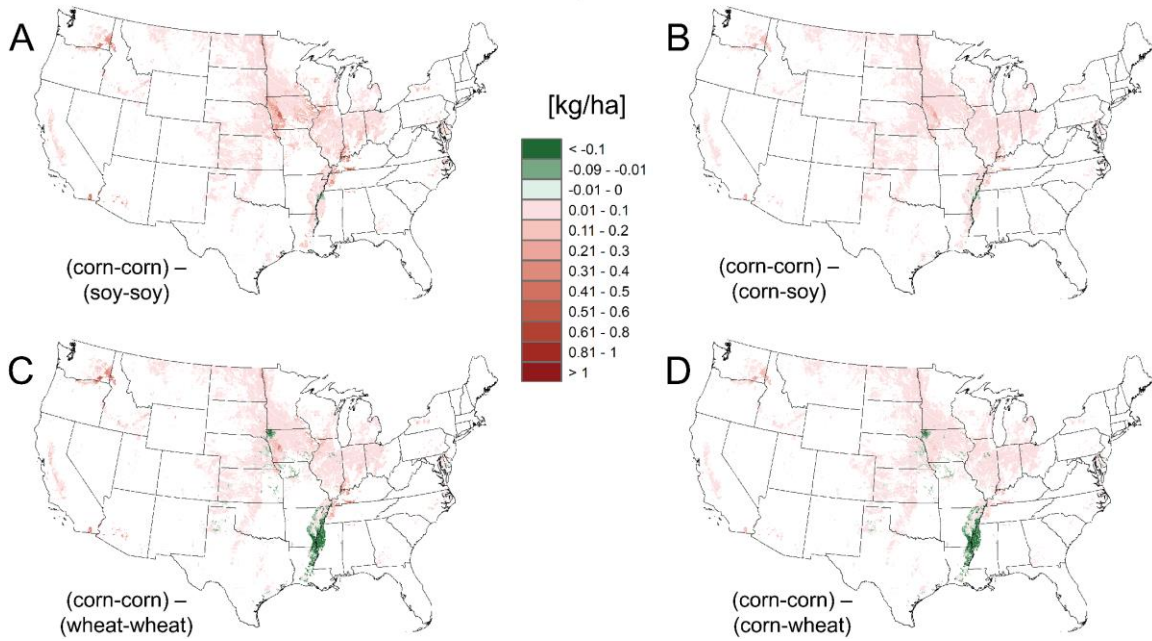 A
B
[kg/ha]
< -0.1
-0.09 - -0.01
-0.01 - 0
0.01 - 0.1
0.11 - 0.2
0.21 - 0.3
0.31 - 0.4
0.41 - 0.5
0.51 - 0.6
0.61 - 0.8
0.81 - 1
> 1
(corn-corn) –
(soy-soy)
(corn-corn) –
(corn-soy)
C
D
(corn-corn) –
(wheat-wheat)
(corn-corn) –
(corn-wheat)